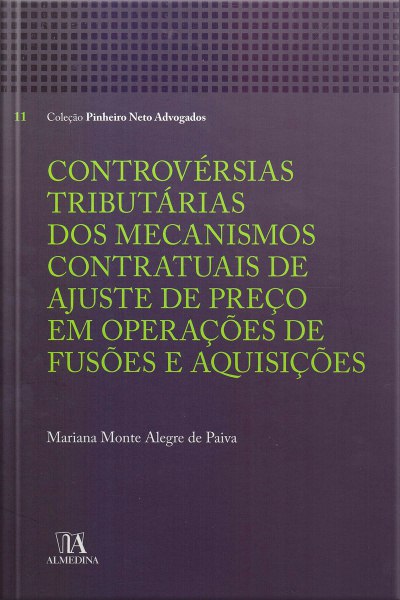 11 Coleção Pinheiro Neto Advogados
CONTROVÉRSIAS
TRIBUTÁRIAS
DOS MECANISMOS
CONTRATUAIS DE
AJUSTE DE PREÇO
EM OPERAÇÕES DE
FUSÕES E AQUISIÇÕES
Mariana Monte Alegre de Paiva
ALMEDINA